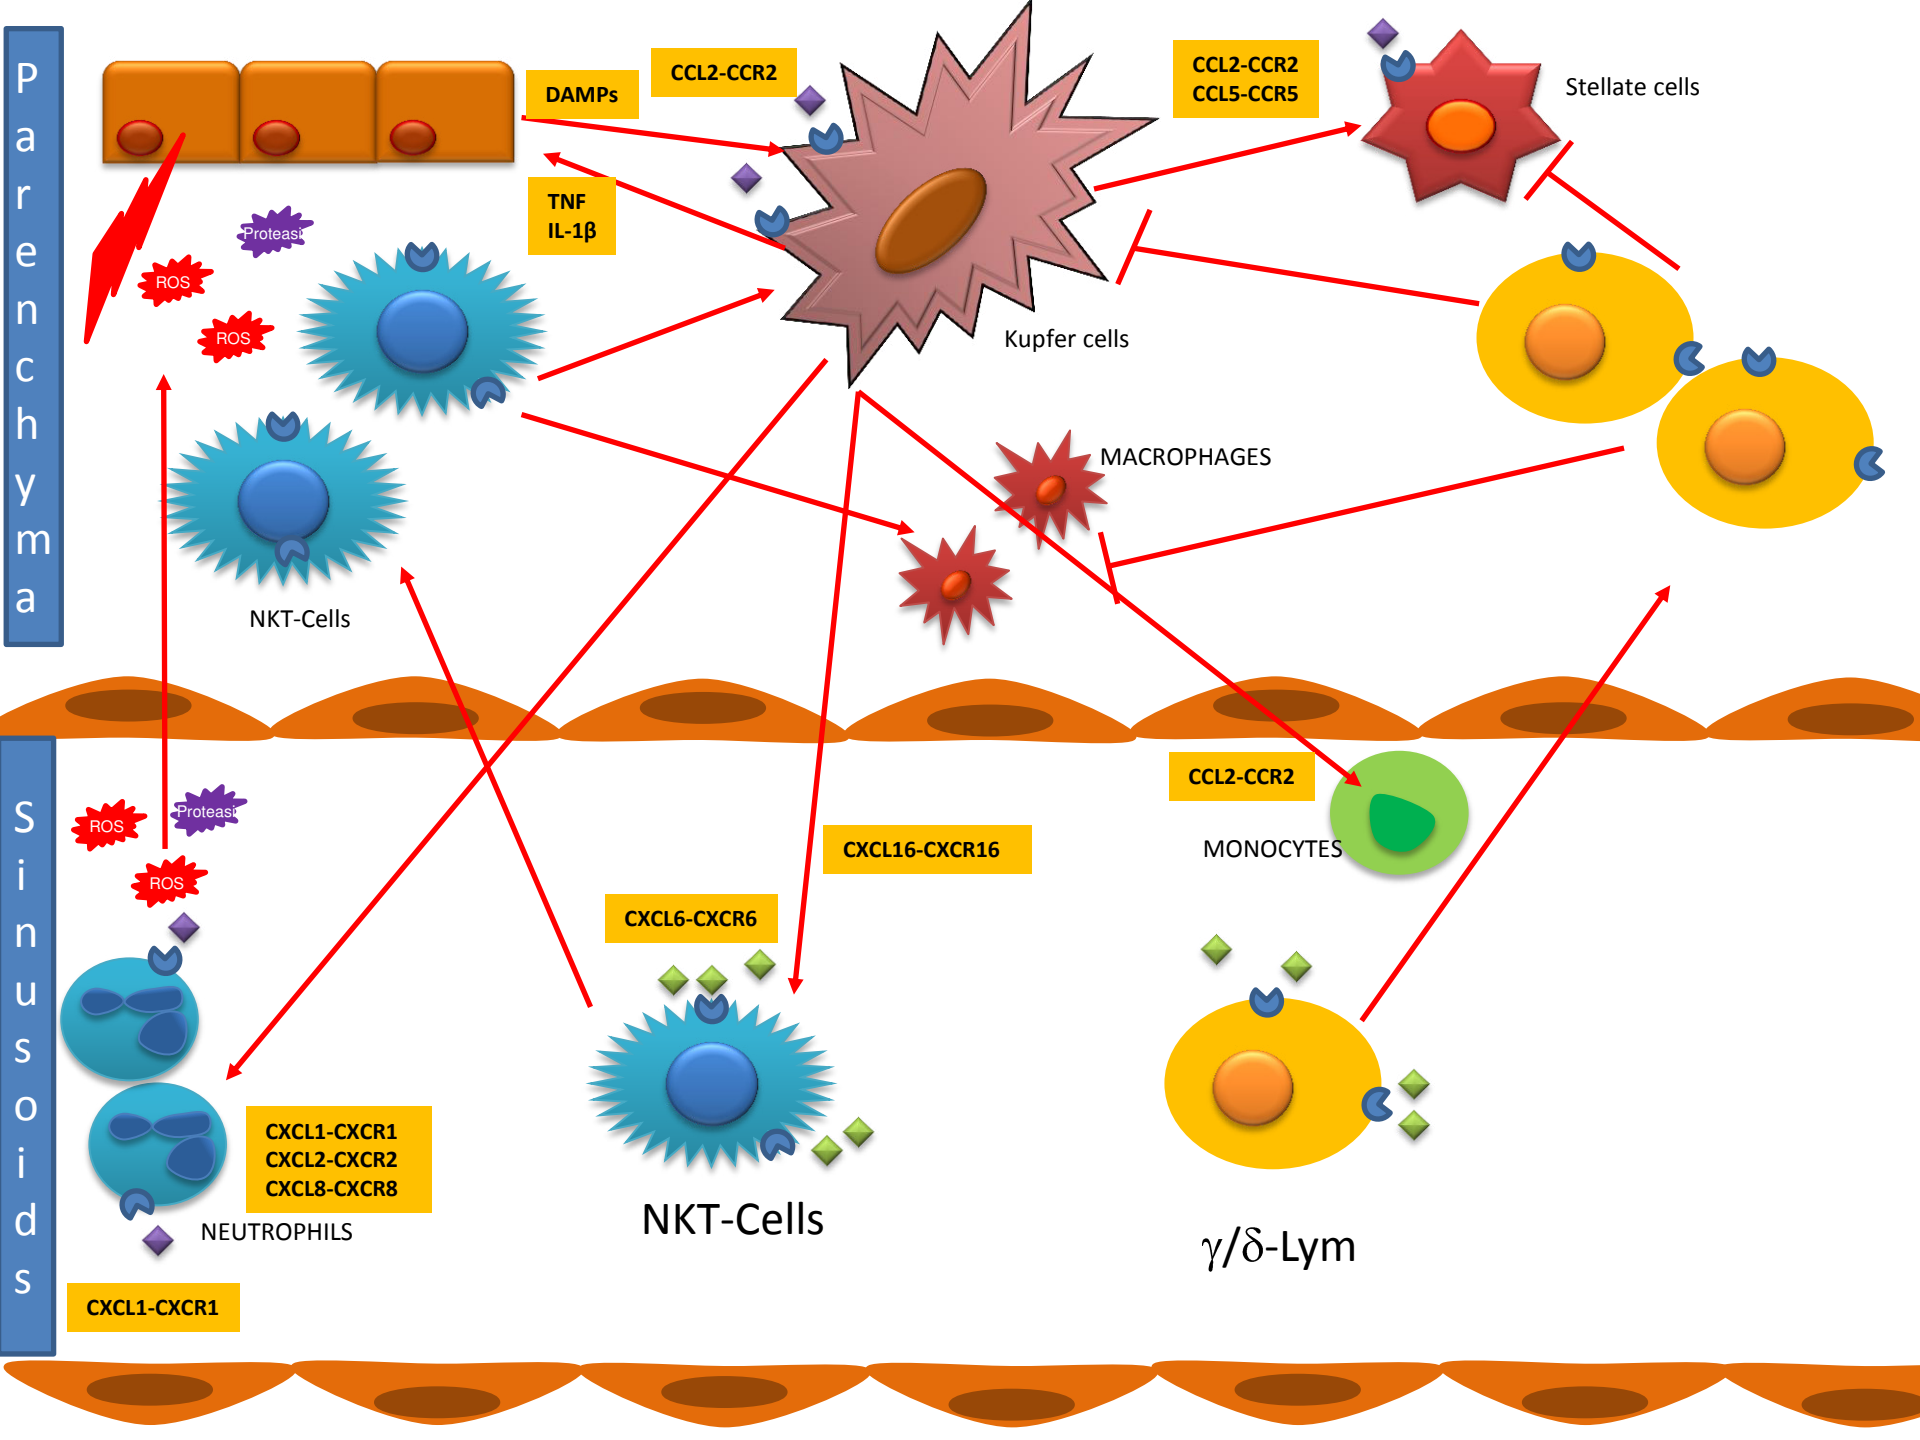 Parenchyma
DAMPs
CCL2-CCR2
CCL2-CCR2
CCL5-CCR5
Stellate cells
TNF
IL-1β
Proteasi
ROS
ROS
Kupfer cells
MACROPHAGES
NKT-Cells
Sinusoids
ROS
Proteasi
ROS
CCL2-CCR2
MONOCYTES
CXCL16-CXCR16
CXCL6-CXCR6
CXCL1-CXCR1
CXCL2-CXCR2
CXCL8-CXCR8
NEUTROPHILS
NKT-Cells
γ/δ-Lym
CXCL1-CXCR1